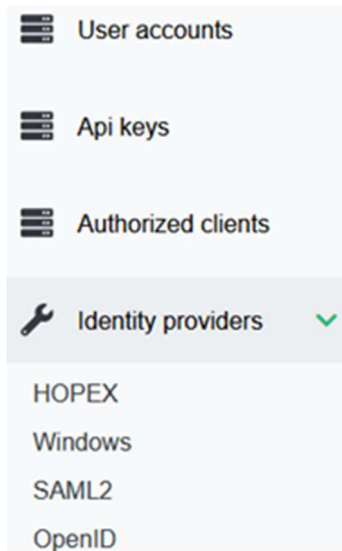 User accounts
Api keys
Authorized clients
Identity providers
HOPEX
Windows
SAML2
OpenID